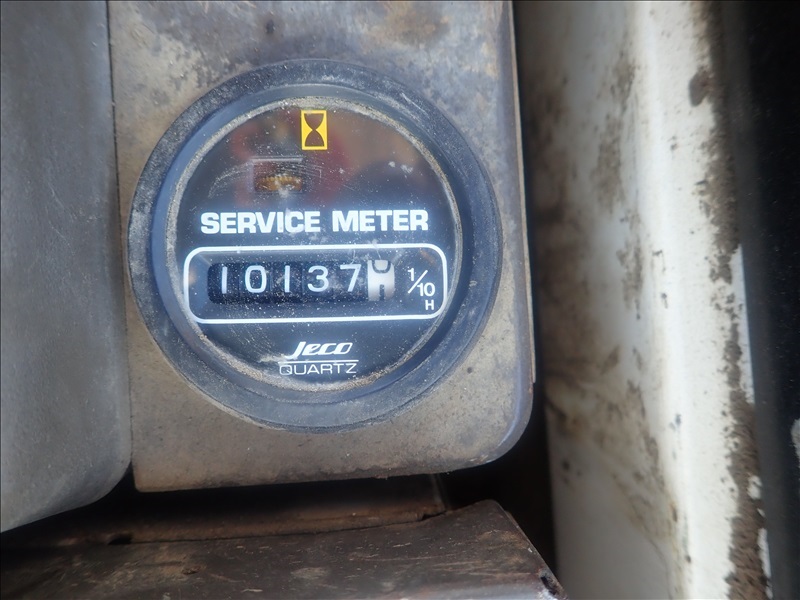 SERVICE METER
10137 1/10 H
Jeco
QUARTZ